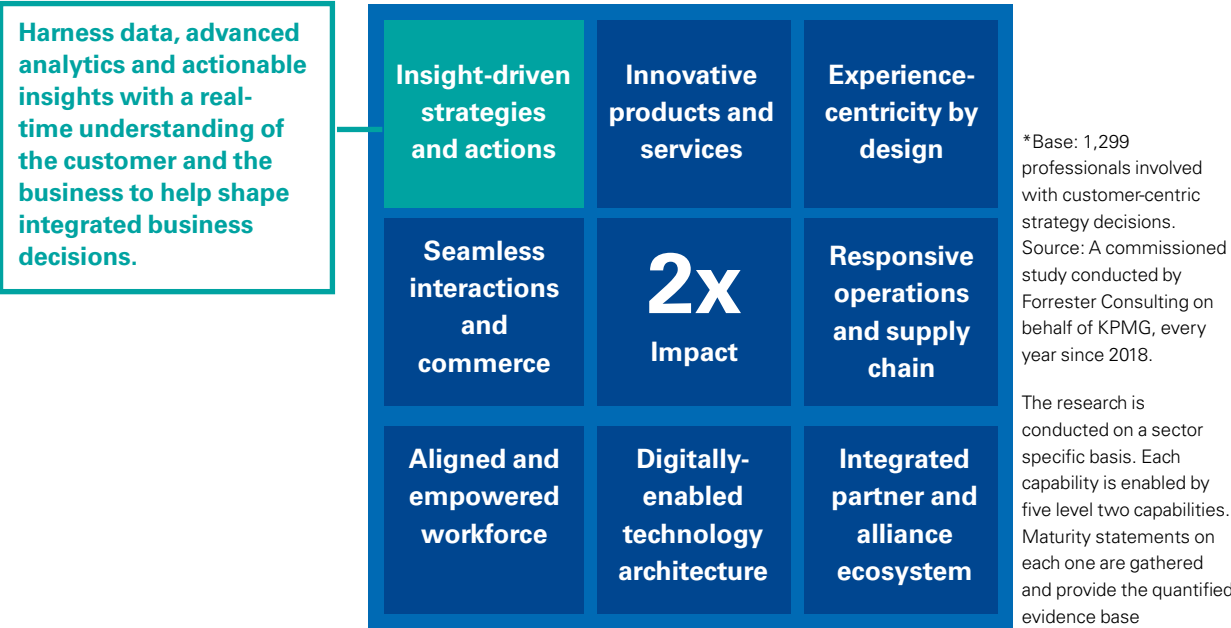 Harness data, advanced
analytics and actionable
insights with a real-
time understanding of
the customer and the
business to help shape
integrated business
decisions.
Insight-driven
strategies
and actions
Innovative
products and
services
Experience-
centricity by
design
Seamless
interactions
and
commerce
2x
Impact
Responsive
operations
and supply
chain
Aligned and
empowered
workforce
Digitally-
enabled
technology
architecture
Integrated
partner and
alliance
ecosystem
*Base: 1,299
professionals involved
with customer-centric
strategy decisions.
Source: A commissioned
study conducted by
Forrester Consulting on
behalf of KPMG, every
year since 2018.
The research is
conducted on a sector
specific basis. Each
capability is enabled by
five level two capabilities.
Maturity statements on
each one are gathered
and provide the quantified
evidence base